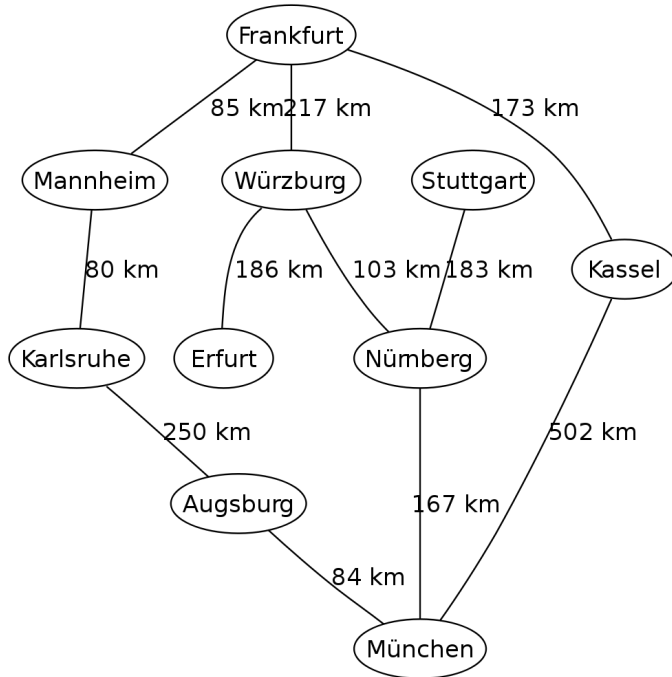 Frankfurt
85 km
217 km
173 km
Mannheim
Würzburg
Stuttgart
80 km
186 km
103 km
183 km
Kassel
Karlsruhe
Erfurt
Nürnberg
250 km
502 km
Augsburg
167 km
84 km
München